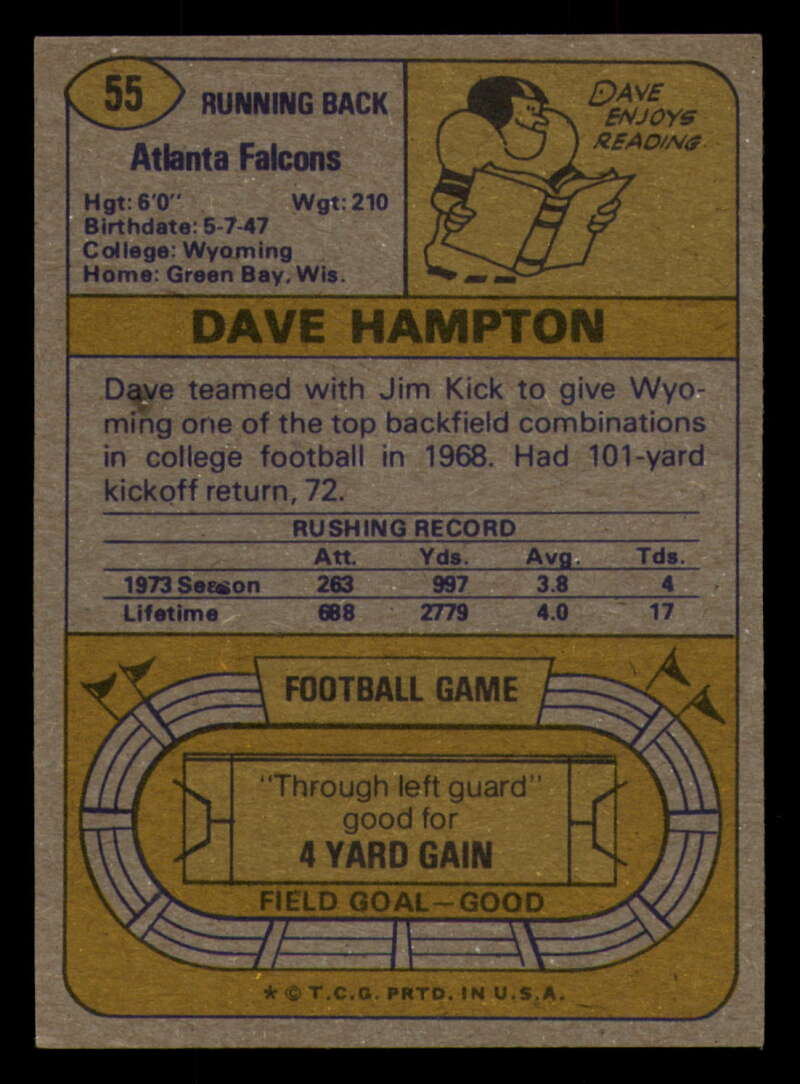 55
RUNNING BACK
Atlanta Falcons
Hgt: 6'0" Wgt: 210
Birthdate: 5-7-47
College: Wyoming
Home: Green Bay, Wis.
DAVE
ENJOYS
READING
DAVE HAMPTON
Dave teamed with Jim Kick to give Wyo-
ming one of the top backfield combinations
in college football in 1968. Had 101-yard
kickoff return, 72.
RUSHING RECORD
Att. Yds. Avg. Tds.
1973 Season 263 997 3.8 4
Lifetime 688 2779 4.0 17
FOOTBALL GAME
"Through left guard"
good for
4 YARD GAIN
FIELD GOAL—GOOD
* © T.C.G. PRTD. IN U.S.A.